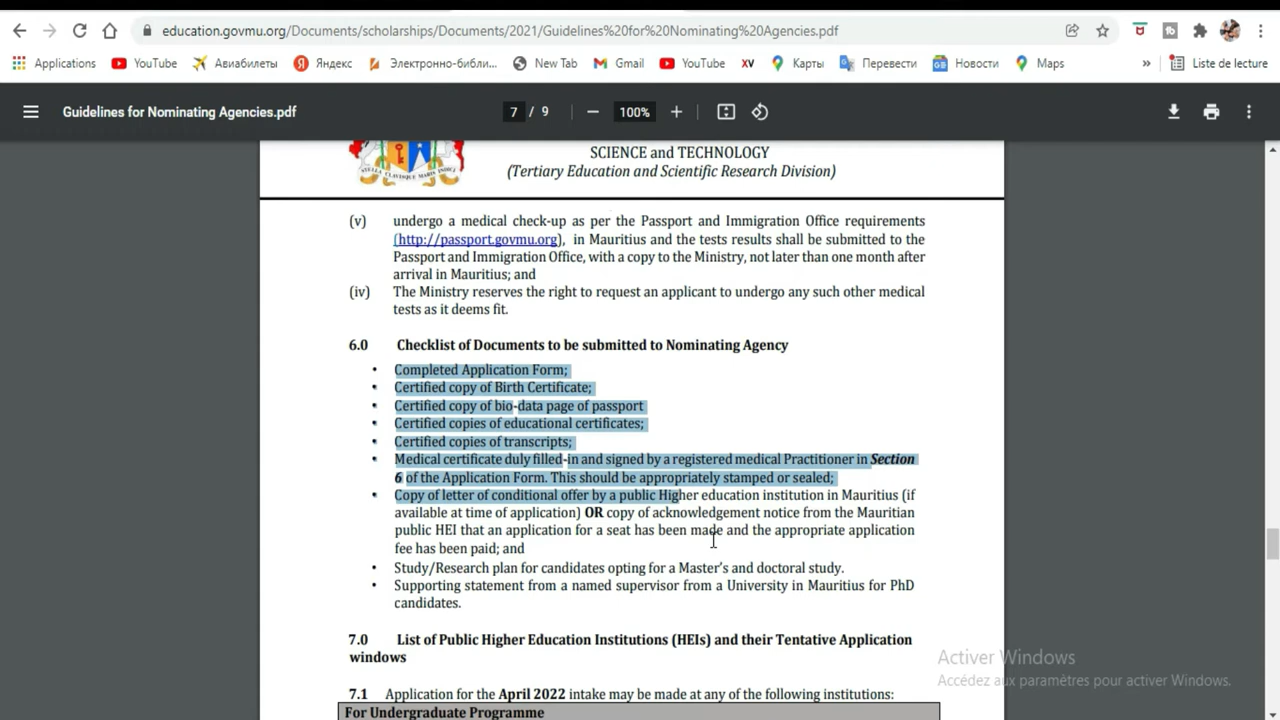 education.govmu.org/Documents/scholarships/Documents/2021/Guidelines%20for%20Nominating%20Agencies.pdf
Applications YouTube Авиабилеты Яндекс Электронно-библи... New Tab Gmail YouTube XV Карты Перевести Новости Maps » Liste de lecture
Guidelines for Nominating Agencies.pdf 7 / 9 100%
SCIENCE and TECHNOLOGY
(Tertiary Education and Scientific Research Division)
STELLA CLAVISQUE MARIS INDICI
(v) undergo a medical check-up as per the Passport and Immigration Office requirements
(http://passport.govmu.org), in Mauritius and the tests results shall be submitted to the
Passport and Immigration Office, with a copy to the Ministry, not later than one month after
arrival in Mauritius; and
(iv) The Ministry reserves the right to request an applicant to undergo any such other medical
tests as it deems fit.
6.0 Checklist of Documents to be submitted to Nominating Agency
• Completed Application Form;
• Certified copy of Birth Certificate;
• Certified copy of bio-data page of passport
• Certified copies of educational certificates;
• Certified copies of transcripts;
• Medical certificate duly filled-in and signed by a registered medical Practitioner in Section
6 of the Application Form. This should be appropriately stamped or sealed;
• Copy of letter of conditional offer by a public Higher education institution in Mauritius (if
available at time of application) OR copy of acknowledgement notice from the Mauritian
public HEI that an application for a seat has been made and the appropriate application
fee has been paid; and
• Study/Research plan for candidates opting for a Master's and doctoral study.
• Supporting statement from a named supervisor from a University in Mauritius for PhD
candidates.
7.0 List of Public Higher Education Institutions (HEIs) and their Tentative Application
windows
7.1 Application for the April 2022 intake may be made at any of the following institutions:
For Undergraduate Programme
Activer Windows
Accédez aux paramètres pour activer Windows.